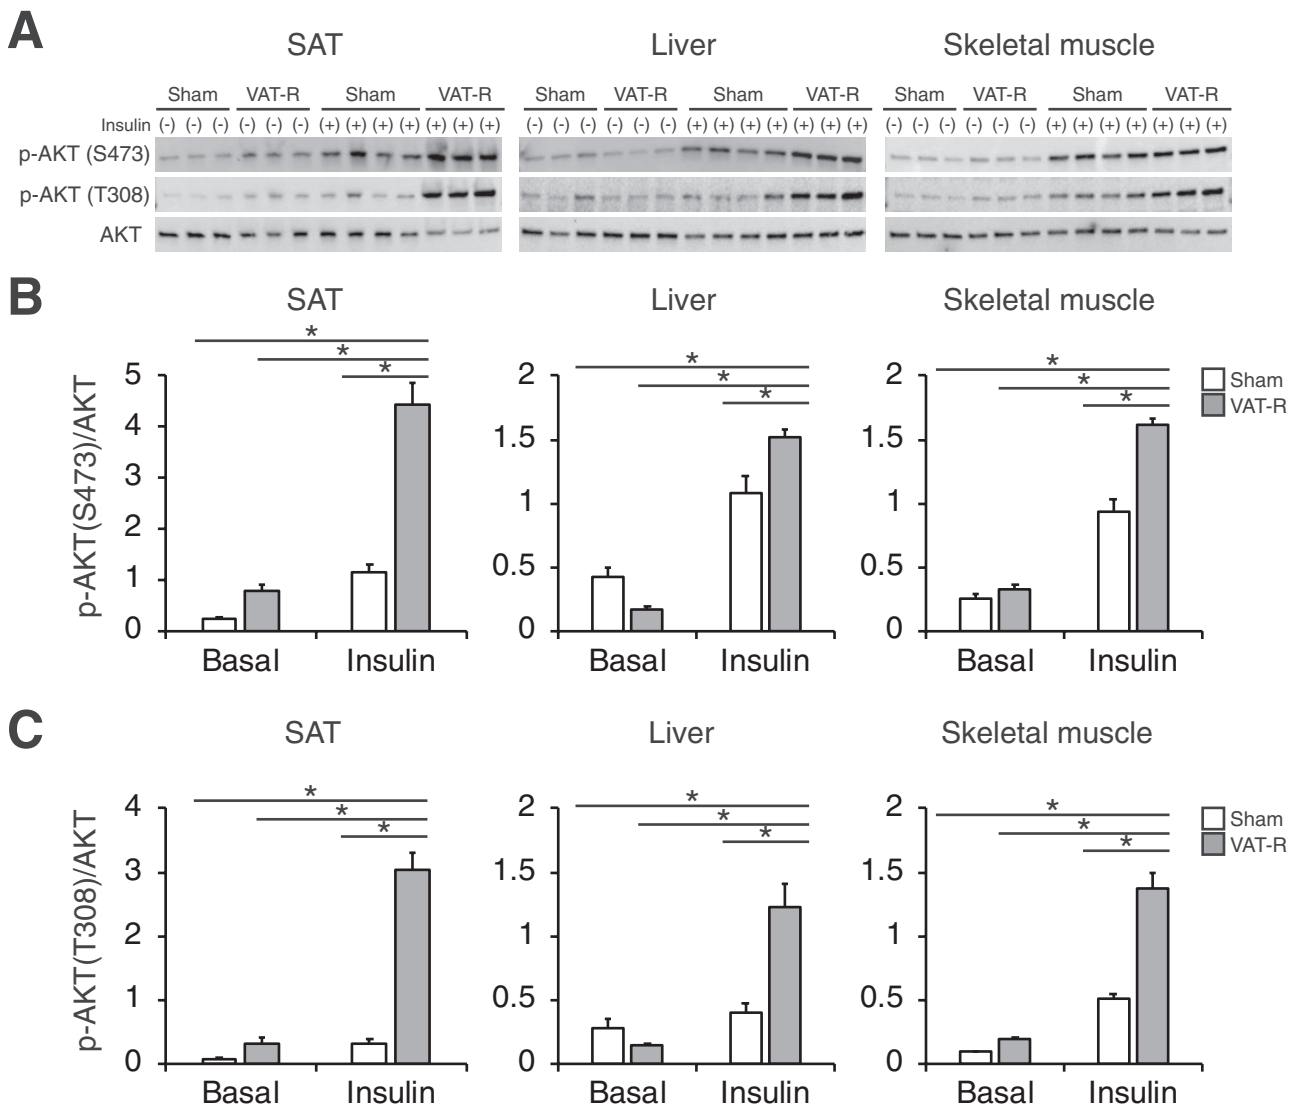 A
SAT Liver Skeletal muscle
Sham VAT-R Sham VAT-R Sham VAT-R Sham VAT-R Sham VAT-R Sham VAT-R
Insulin (-) (-) (-) (-) (-) (-) (+) (+) (+) (+) (+) (+) (+) (-) (-) (-) (-) (-) (-) (+) (+) (+) (+) (+) (+) (+) (-) (-) (-) (-) (-) (-) (+) (+) (+) (+) (+) (+) (+)
p-AKT (S473)
p-AKT (T308)
AKT
B
SAT Liver Skeletal muscle
p-AKT(S473)/AKT
* * *
* * *
* * *
5 2 2
4 1.5 1.5
3 1 1
2 0.5 0.5
1 0 0
0
Sham
VAT-R
Basal Insulin Basal Insulin Basal Insulin
C
SAT Liver Skeletal muscle
p-AKT(T308)/AKT
* * *
* * *
* * *
4 2 2
3 1.5 1.5
2 1 1
1 0.5 0.5
0 0 0
Sham
VAT-R
Basal Insulin Basal Insulin Basal Insulin